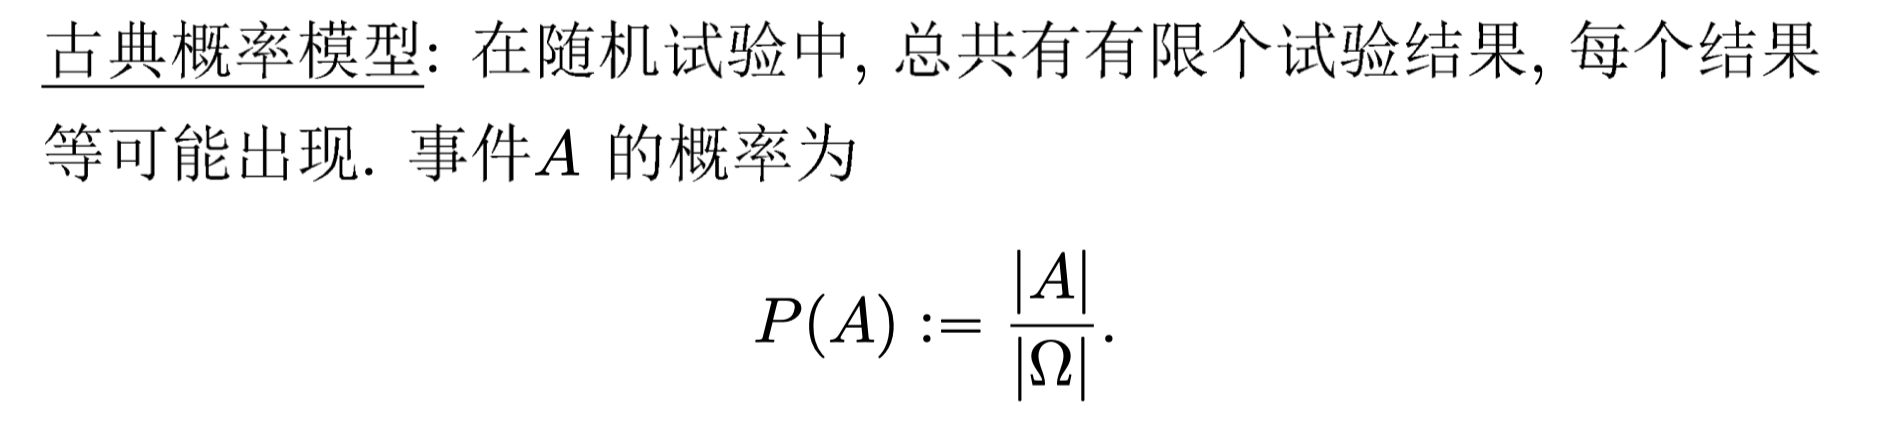 古典概率模型: 在随机试验中, 总共有有限个试验结果, 每个结果
等可能出现. 事件A 的概率为
P(A) := |A| / |Ω|.